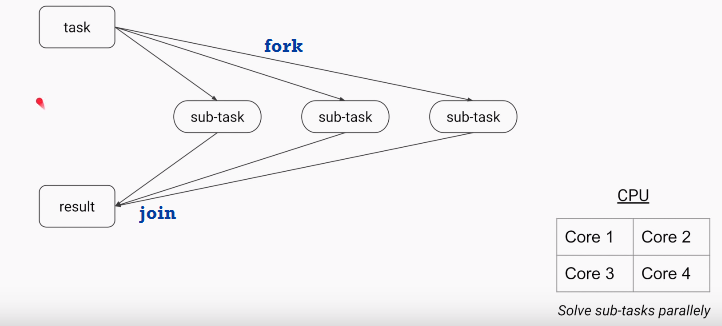 task
fork
sub-task
sub-task
sub-task
result
join
CPU
Core 1 Core 2
Core 3 Core 4
Solve sub-tasks parallely